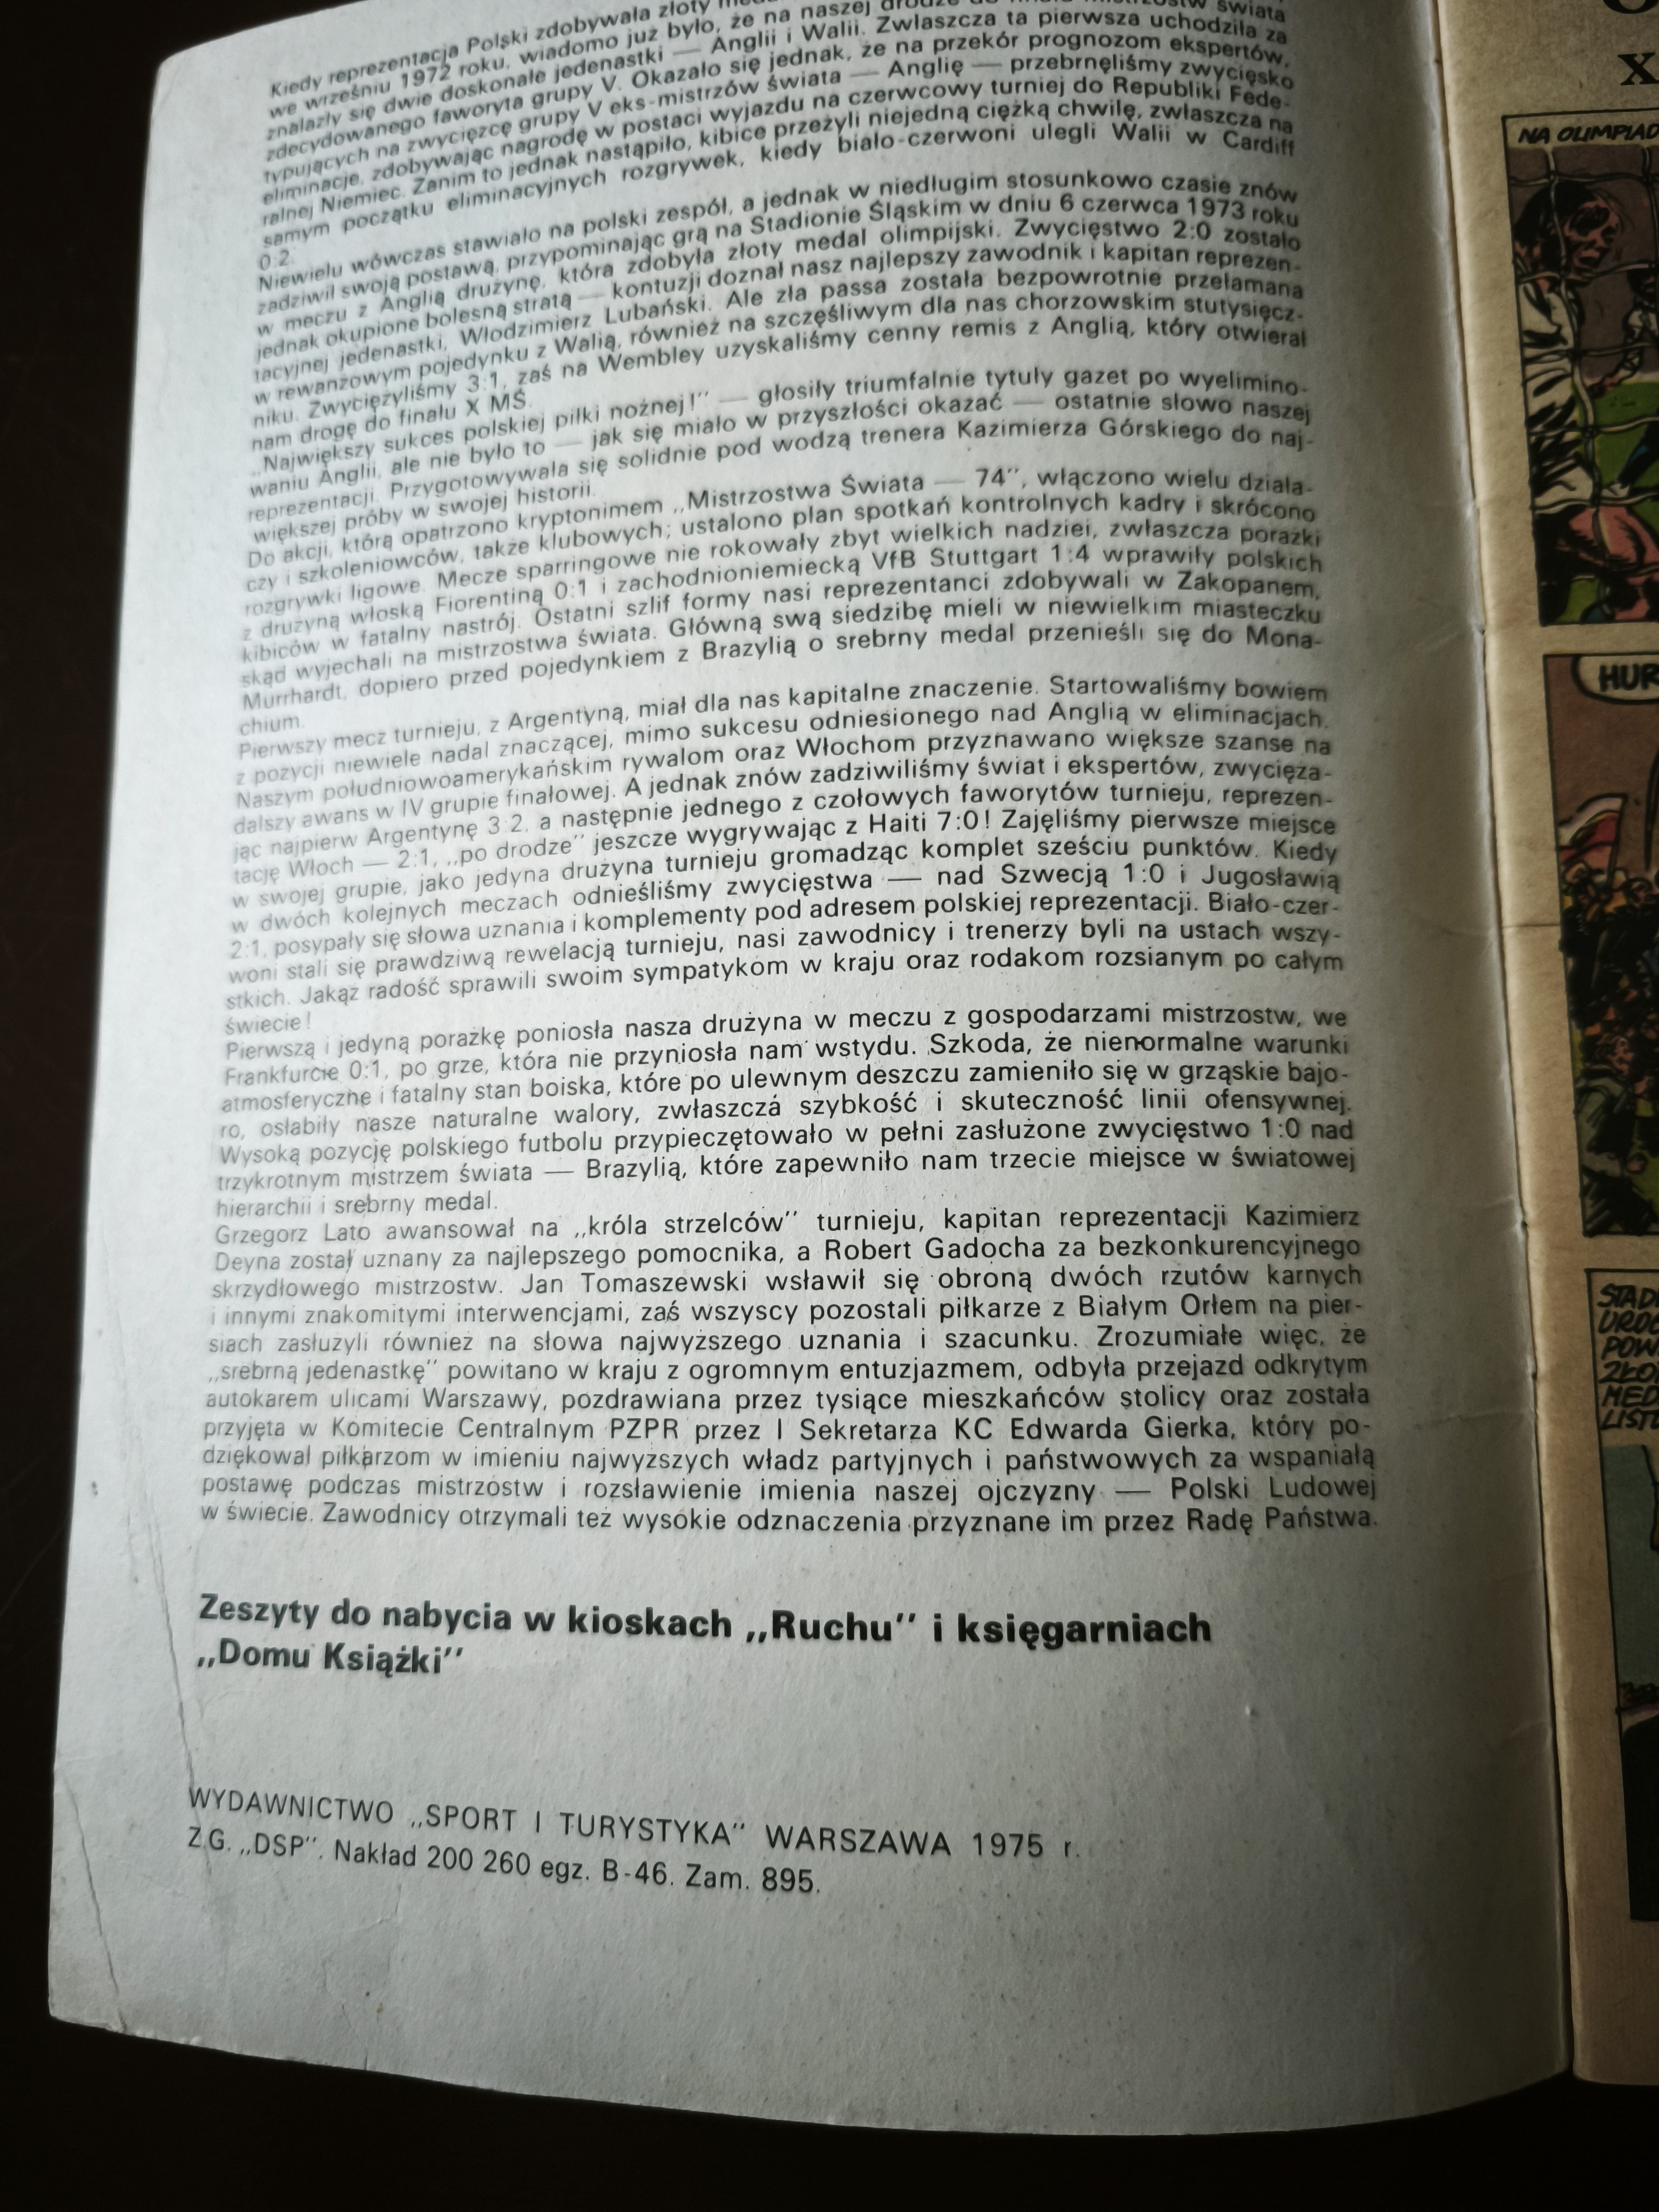 Kiedy reprezentacja Polski zdobywała złoty
we wrześniu 1972 roku, wiadomo już było, że na naszej drodze do finału mistrzostw świata
znalazły się dwie doskonałe jedenastki — Anglii i Walii. Zwłaszcza ta pierwsza uchodziła za
zdecydowanego faworyta grupy V. Okazało się jednak, że na przekór prognozom ekspertów,
typujących na zwycięzcę grupy V eks-mistrzów świata — Anglię — przebrnęliśmy zwycięsko
eliminacje, zdobywając nagrodę w postaci wyjazdu na czerwcowy turniej do Republiki Fede-
ralnej Niemiec. Zanim to jednak nastąpiło, kibice przeżyli niejedną ciężką chwilę, zwłaszcza na
samym początku eliminacyjnych rozgrywek, kiedy biało-czerwoni ulegli Walii w Cardiff
0:2.
Niewielu wówczas stawiało na polski zespół, a jednak w niedługim stosunkowo czasie znów
zadziwił swoją postawą, przypominając grą na Stadionie Śląskim w dniu 6 czerwca 1973 roku
w meczu z Anglią drużynę, która zdobyła złoty medal olimpijski. Zwycięstwo 2:0 zostało
jednak okupione bolesną stratą — kontuzji doznał nasz najlepszy zawodnik i kapitan reprezen-
tacyjnej jedenastki, Włodzimierz Lubański. Ale zła passa została bezpowrotnie przełamana
w rewanżowym pojedynku z Walią, również na szczęśliwym dla nas chorzowskim stutysięcz-
niku. Zwyciężyliśmy 3:1, zaś na Wembley uzyskaliśmy cenny remis z Anglią, który otwierał
nam drogę do finału X MŚ.
„Największy sukces polskiej piłki nożnej!" — głosiły triumfalnie tytuły gazet po wyelimino-
waniu Anglii, ale nie było to — jak się miało w przyszłości okazać — ostatnie słowo naszej
reprezentacji. Przygotowywała się solidnie pod wodzą trenera Kazimierza Górskiego do naj-
większej próby w swojej historii.
Do akcji, którą opatrzono kryptonimem „Mistrzostwa Świata — 74", włączono wielu działa-
czy i szkoleniowców, także klubowych; ustalono plan spotkań kontrolnych kadry i skrócono
rozgrywki ligowe. Mecze sparringowe nie rokowały zbyt wielkich nadziei, zwłaszcza porażki
z drużyną włoską Fiorentiną 0:1 i zachodnioniemiecką VfB Stuttgart 1:4 wprawiły polskich
kibiców w fatalny nastrój. Ostatni szlif formy nasi reprezentanci zdobywali w Zakopanem,
skąd wyjechali na mistrzostwa świata. Główną swą siedzibę mieli w niewielkim miasteczku
Murrhardt, dopiero przed pojedynkiem z Brazylią o srebrny medal przenieśli się do Mona-
chium.
Pierwszy mecz turnieju, z Argentyną, miał dla nas kapitalne znaczenie. Startowaliśmy bowiem
z pozycji niewiele nadal znaczącej, mimo sukcesu odniesionego nad Anglią w eliminacjach.
Naszym południowoamerykańskim rywalom oraz Włochom przyznawano większe szanse na
dalszy awans w IV grupie finałowej. A jednak znów zadziwiliśmy świat i ekspertów, zwycięża-
jąc najpierw Argentynę 3:2, a następnie jednego z czołowych faworytów turnieju, reprezen-
tację Włoch — 2:1, „po drodze" jeszcze wygrywając z Haiti 7:0! Zajęliśmy pierwsze miejsce
w swojej grupie, jako jedyna drużyna turnieju gromadząc komplet sześciu punktów. Kiedy
w dwóch kolejnych meczach odnieśliśmy zwycięstwa — nad Szwecją 1:0 i Jugosławią
2:1, posypały się słowa uznania i komplementy pod adresem polskiej reprezentacji. Biało-czer-
woni stali się prawdziwą rewelacją turnieju, nasi zawodnicy i trenerzy byli na ustach wszy-
stkich. Jakąż radość sprawili swoim sympatykom w kraju oraz rodakom rozsianym po całym
świecie!
Pierwszą i jedyną porażkę poniosła nasza drużyna w meczu z gospodarzami mistrzostw, we
Frankfurcie 0:1, po grze, która nie przyniosła nam wstydu. Szkoda, że nienormalne warunki
atmosferyczne i fatalny stan boiska, które po ulewnym deszczu zamieniło się w grząskie bajo-
ro, osłabiły nasze naturalne walory, zwłaszcza szybkość i skuteczność linii ofensywnej.
Wysoką pozycję polskiego futbolu przypieczętowało w pełni zasłużone zwycięstwo 1:0 nad
trzykrotnym mistrzem świata — Brazylią, które zapewniło nam trzecie miejsce w światowej
hierarchii i srebrny medal.
Grzegorz Lato awansował na „króla strzelców" turnieju, kapitan reprezentacji Kazimierz
Deyna został uznany za najlepszego pomocnika, a Robert Gadocha za bezkonkurencyjnego
skrzydłowego mistrzostw. Jan Tomaszewski wsławił się obroną dwóch rzutów karnych
i innymi znakomitymi interwencjami, zaś wszyscy pozostali piłkarze z Białym Orłem na pier-
siach zasłużyli również na słowa najwyższego uznania i szacunku. Zrozumiałe więc, że
„srebrną jedenastkę" powitano w kraju z ogromnym entuzjazmem, odbyła przejazd odkrytym
autokarem ulicami Warszawy, pozdrawiana przez tysiące mieszkańców stolicy oraz została
przyjęta w Komitecie Centralnym PZPR przez I Sekretarza KC Edwarda Gierka, który po-
dziękował piłkarzom w imieniu najwyższych władz partyjnych i państwowych za wspaniałą
postawę podczas mistrzostw i rozsławienie imienia naszej ojczyzny — Polski Ludowej
w świecie. Zawodnicy otrzymali też wysokie odznaczenia przyznane im przez Radę Państwa.
Zeszyty do nabycia w kioskach „Ruchu" i księgarniach
„Domu Książki"
WYDAWNICTWO „SPORT I TURYSTYKA" WARSZAWA 1975 r.
Z.G. „DSP". Nakład 200 260 egz. B-46. Zam. 895.
NA OLIMPIAD
HUR